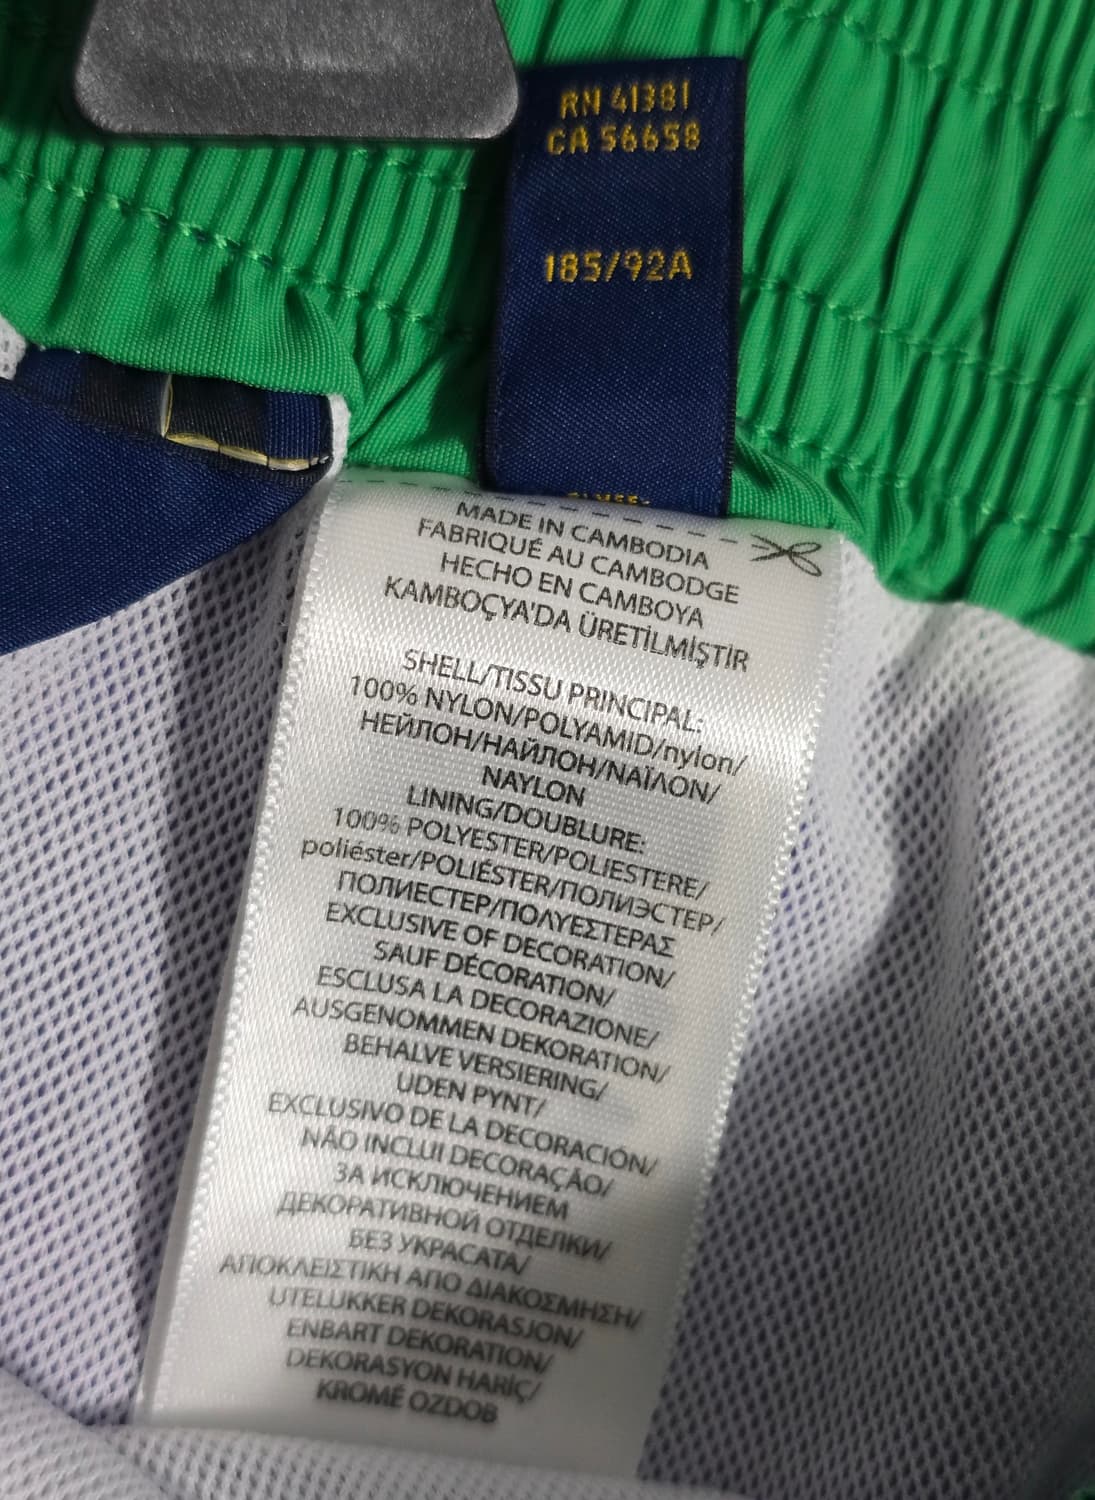 RN 41381
CA 56658
185/92A
MADE IN CAMBODIA
FABRIQUÉ AU CAMBODGE
HECHO EN CAMBOYA
KAMBOÇYA'DA ÜRETİLMİŞTİR
SHELL/TISSU PRINCIPAL:
100% NYLON/POLYAMID/nylon/
НЕЙЛОН/НАЙЛОН/ΝΑΪΛΟΝ/
NAYLON
LINING/DOUBLURE:
100% POLYESTER/POLIESTERE/
poliéster/POLIÉSTER/ПОЛИЭСТЕР/
ПОЛИЕСТЕР/ΠΟΛΥΕΣΤΕΡΑΣ
EXCLUSIVE OF DECORATION/
SAUF DÉCORATION/
ESCLUSA LA DECORAZIONE/
AUSGENOMMEN DEKORATION/
BEHALVE VERSIERING/
UDEN PYNT/
EXCLUSIVO DE LA DECORACIÓN/
NÃO INCLUI DECORAÇÃO/
ЗА ИСКЛЮЧЕНИЕМ
ДЕКОРАТИВНОЙ ОТДЕЛКИ/
БЕЗ УКРАСАТА/
ΑΠΟΚΛΕΙΣΤΙΚΗ ΑΠΟ ΔΙΑΚΟΣΜΗΣΗ/
UTELUKKER DEKORASJON/
ENBART DEKORATION/
DEKORASYON HARİÇ/
KROMĚ OZDOB